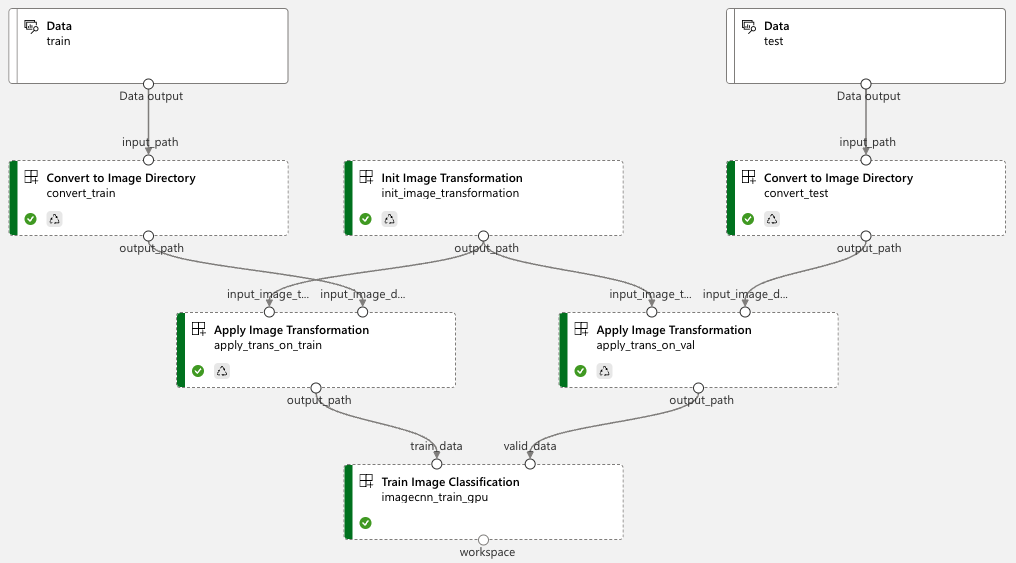 Data
train
Data output
Data
test
Data output
input_path
Convert to Image Directory
convert_train
output_path
Init Image Transformation
init_image_transformation
output_path
input_path
Convert to Image Directory
convert_test
output_path
input_image_t...
input_image_d...
Apply Image Transformation
apply_trans_on_train
output_path
input_image_t...
input_image_d...
Apply Image Transformation
apply_trans_on_val
output_path
train_data
valid_data
Train Image Classification
imagecnn_train_gpu
workspace